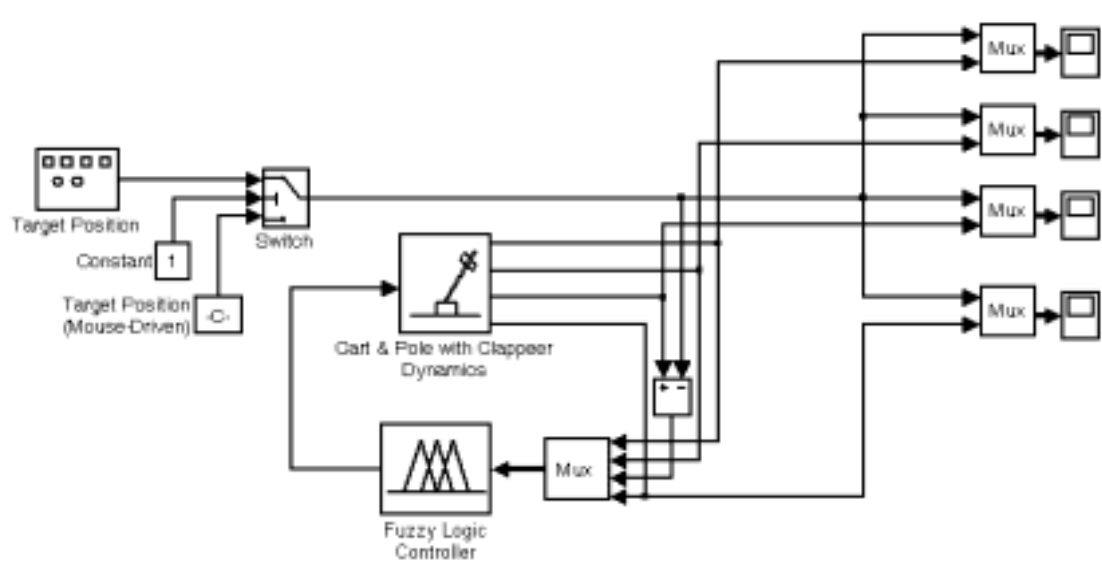 Mux
Mux
Target Position
Mux
Switch
Constant 1
Target Position
(Mouse-Driven) -C-
Mux
Cart & Pole with Clappeer
Dynamics
+ -
Mux
Fuzzy Logic
Controller